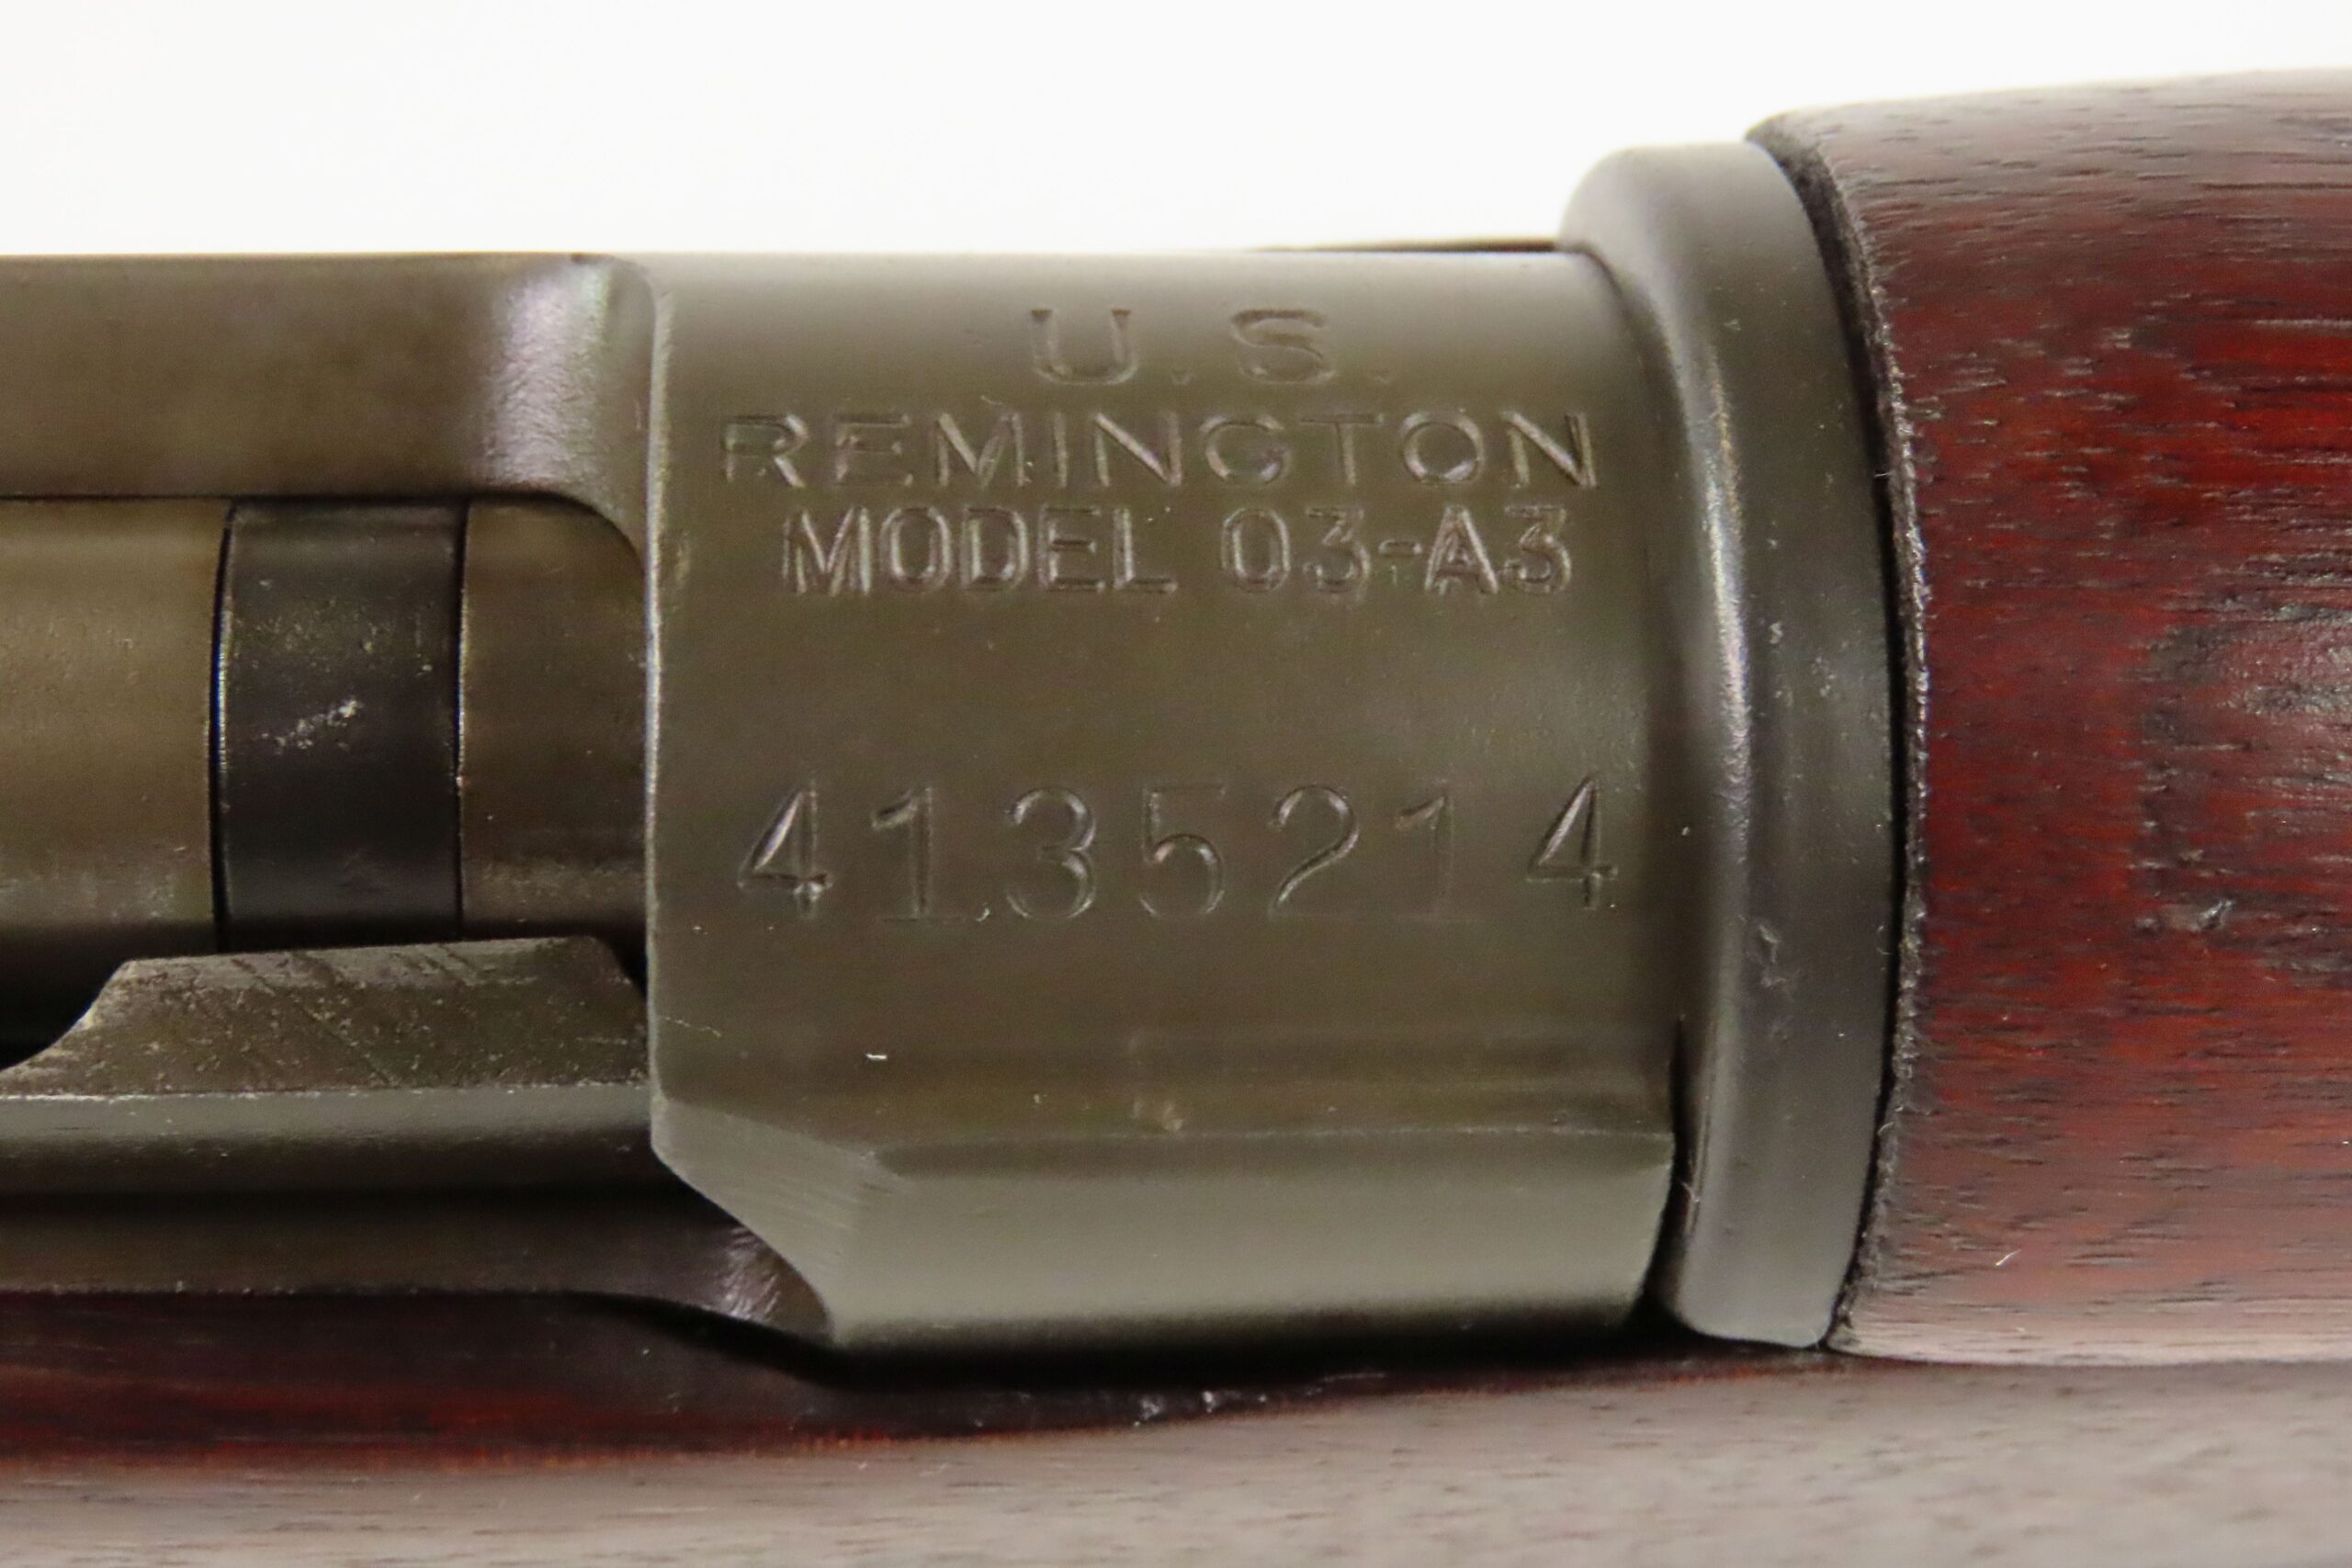 U.S.
REMINGTON
MODEL 03-A3
4135214